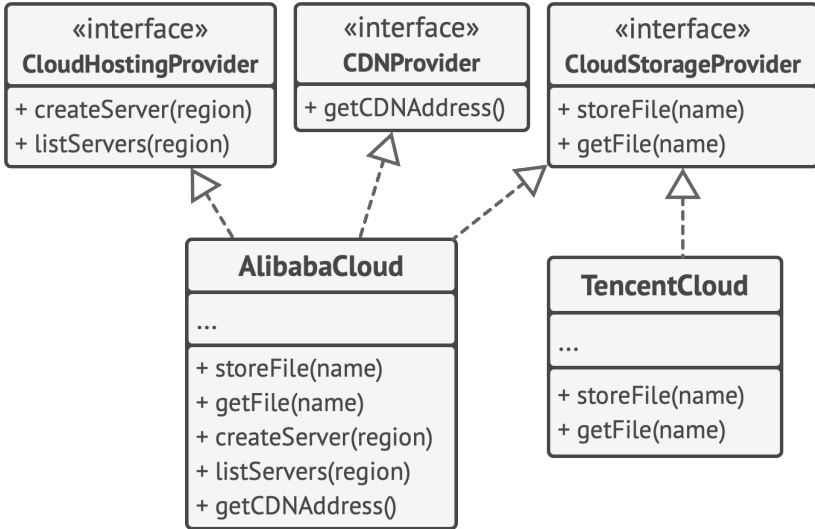 «interface»
CloudHostingProvider
+ createServer(region)
+ listServers(region)
«interface»
CDNProvider
+ getCDNAddress()
«interface»
CloudStorageProvider
+ storeFile(name)
+ getFile(name)
AlibabaCloud
...
+ storeFile(name)
+ getFile(name)
+ createServer(region)
+ listServers(region)
+ getCDNAddress()
TencentCloud
...
+ storeFile(name)
+ getFile(name)